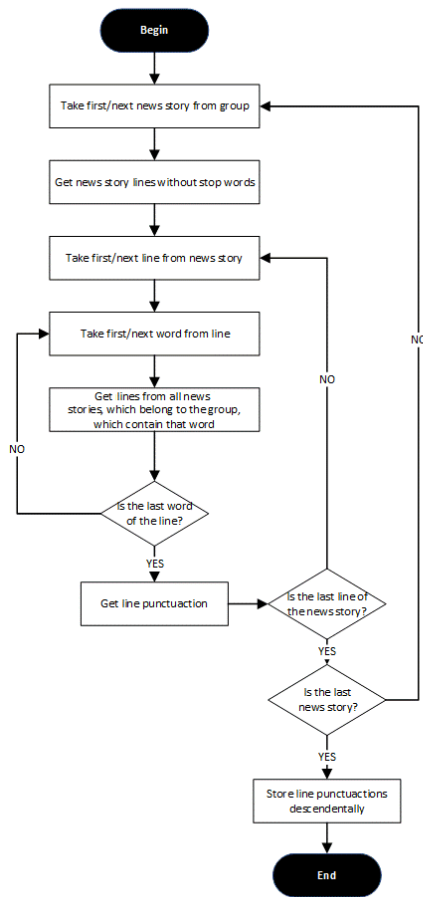 Begin
Take first/next news story from group
Get news story lines without stop words
Take first/next line from news story
Take first/next word from line
Get lines from all news
stories, which belong to the group,
which contain that word
NO
Is the last word
of the line?
YES
Get line punctuaction
NO
Is the last line of
the news story?
YES
NO
Is the last
news story?
YES
Store line punctuactions
descendentally
End